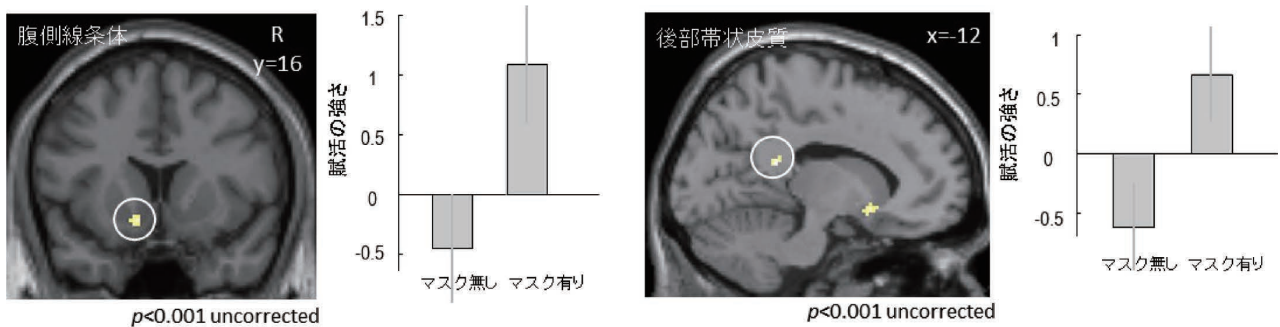 腹側線条体
R
y=16
p<0.001 uncorrected
賦活の強さ
1.5
1
0.5
0
-0.5
マスク無し マスク有り
後部帯状皮質
x=-12
p<0.001 uncorrected
賦活の強さ
1
0.5
0
-0.5
マスク無し マスク有り